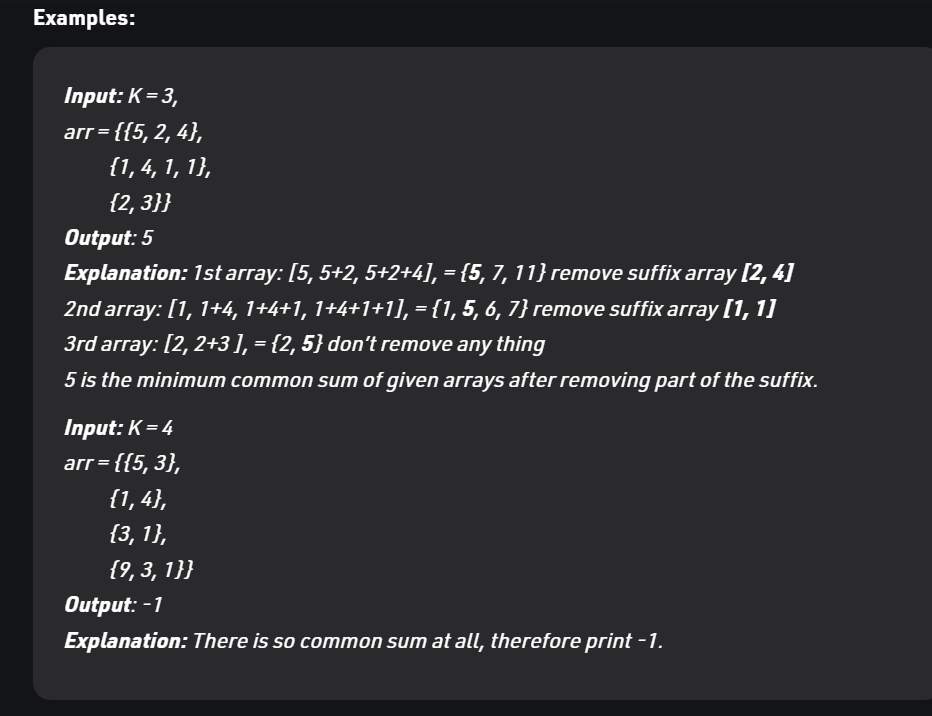 Examples:
Input: K = 3,
arr = {{5, 2, 4},
{1, 4, 1, 1},
{2, 3}}
Output: 5
Explanation: 1st array: [5, 5+2, 5+2+4], = {5, 7, 11} remove suffix array [2, 4]
2nd array: [1, 1+4, 1+4+1, 1+4+1+1], = {1, 5, 6, 7} remove suffix array [1, 1]
3rd array: [2, 2+3 ], = {2, 5} don't remove any thing
5 is the minimum common sum of given arrays after removing part of the suffix.
Input: K = 4
arr = {{5, 3},
{1, 4},
{3, 1},
{9, 3, 1}}
Output: -1
Explanation: There is so common sum at all, therefore print -1.